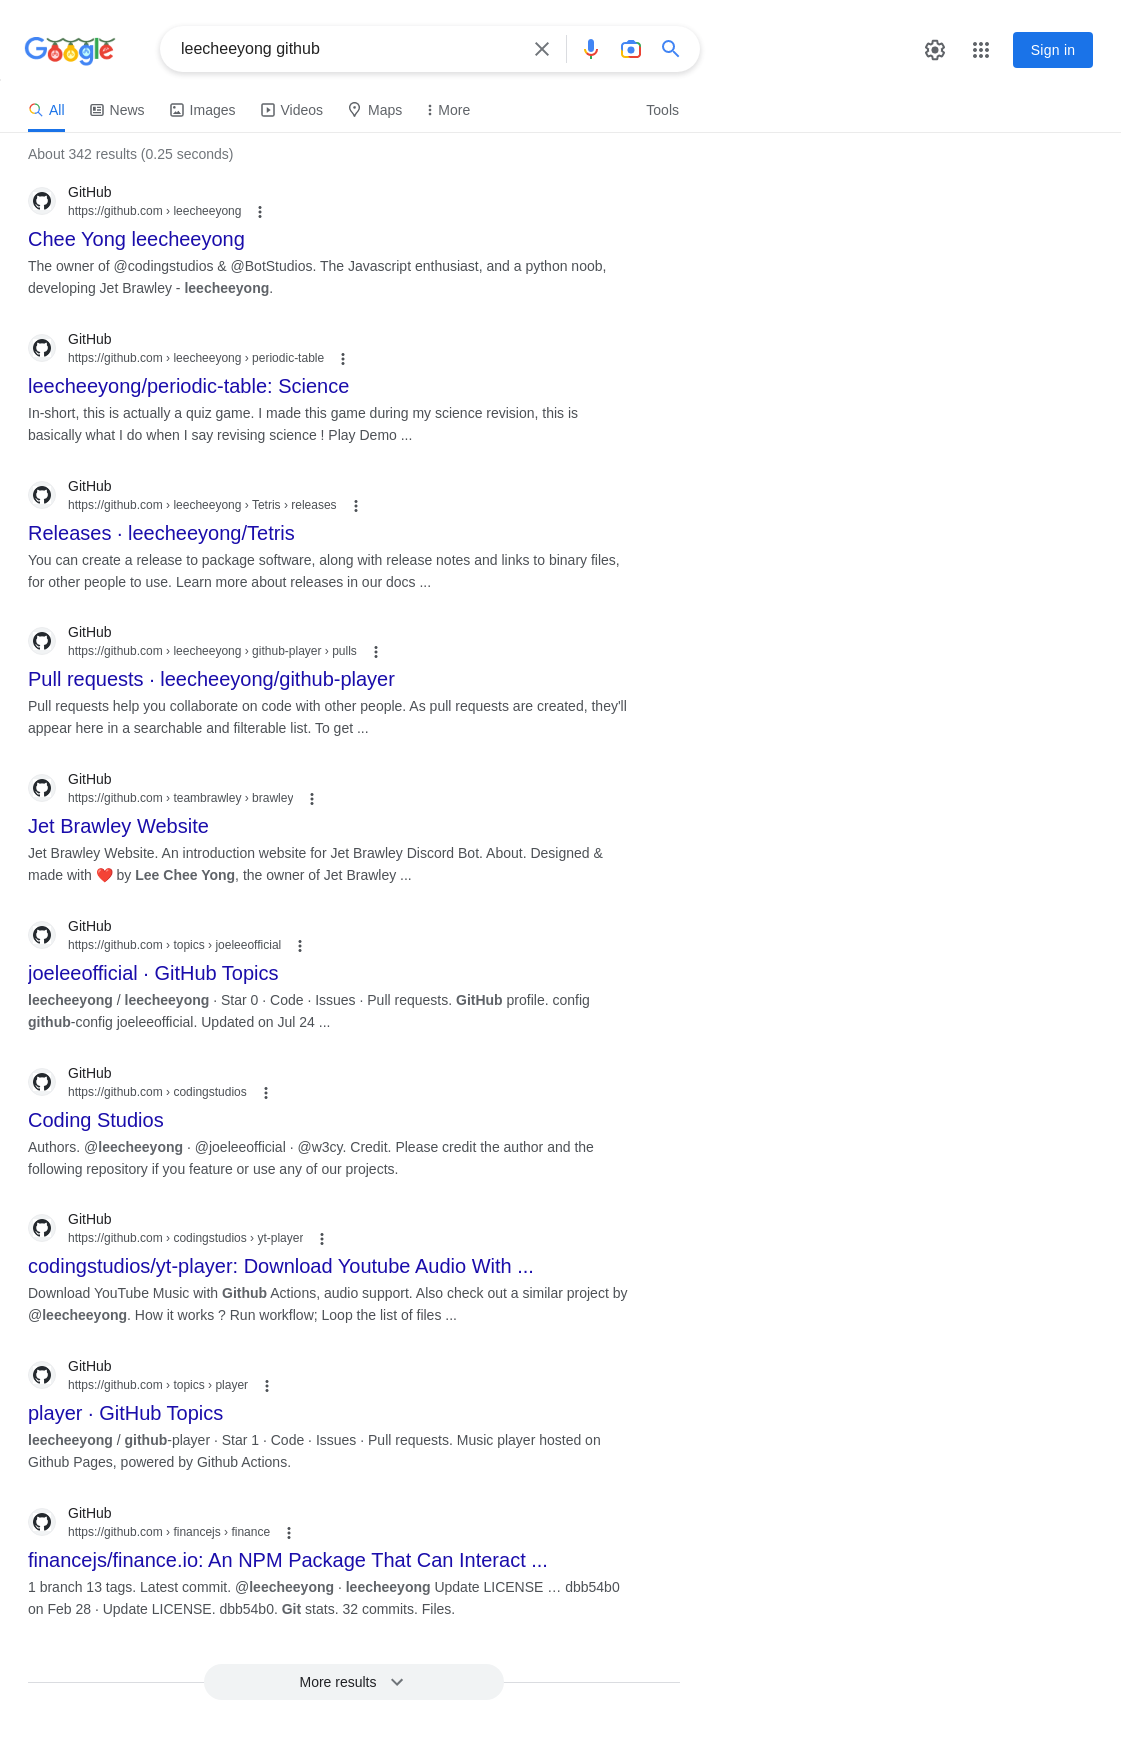 Google
leecheeyong github
Sign in
All News Images Videos Maps More Tools
About 342 results (0.25 seconds)
GitHub
https://github.com › leecheeyong
Chee Yong leecheeyong
The owner of @codingstudios & @BotStudios. The Javascript enthusiast, and a python noob,
developing Jet Brawley - leecheeyong.
GitHub
https://github.com › leecheeyong › periodic-table
leecheeyong/periodic-table: Science
In-short, this is actually a quiz game. I made this game during my science revision, this is
basically what I do when I say revising science ! Play Demo ...
GitHub
https://github.com › leecheeyong › Tetris › releases
Releases · leecheeyong/Tetris
You can create a release to package software, along with release notes and links to binary files,
for other people to use. Learn more about releases in our docs ...
GitHub
https://github.com › leecheeyong › github-player › pulls
Pull requests · leecheeyong/github-player
Pull requests help you collaborate on code with other people. As pull requests are created, they'll
appear here in a searchable and filterable list. To get ...
GitHub
https://github.com › teambrawley › brawley
Jet Brawley Website
Jet Brawley Website. An introduction website for Jet Brawley Discord Bot. About. Designed &
made with ❤️ by Lee Chee Yong, the owner of Jet Brawley ...
GitHub
https://github.com › topics › joeleeofficial
joeleeofficial · GitHub Topics
leecheeyong / leecheeyong · Star 0 · Code · Issues · Pull requests. GitHub profile. config
github-config joeleeofficial. Updated on Jul 24 ...
GitHub
https://github.com › codingstudios
Coding Studios
Authors. @leecheeyong · @joeleeofficial · @w3cy. Credit. Please credit the author and the
following repository if you feature or use any of our projects.
GitHub
https://github.com › codingstudios › yt-player
codingstudios/yt-player: Download Youtube Audio With ...
Download YouTube Music with Github Actions, audio support. Also check out a similar project by
@leecheeyong. How it works ? Run workflow; Loop the list of files ...
GitHub
https://github.com › topics › player
player · GitHub Topics
leecheeyong / github-player · Star 1 · Code · Issues · Pull requests. Music player hosted on
Github Pages, powered by Github Actions.
GitHub
https://github.com › financejs › finance
financejs/finance.io: An NPM Package That Can Interact ...
1 branch 13 tags. Latest commit. @leecheeyong · leecheeyong Update LICENSE … dbb54b0
on Feb 28 · Update LICENSE. dbb54b0. Git stats. 32 commits. Files.
More results